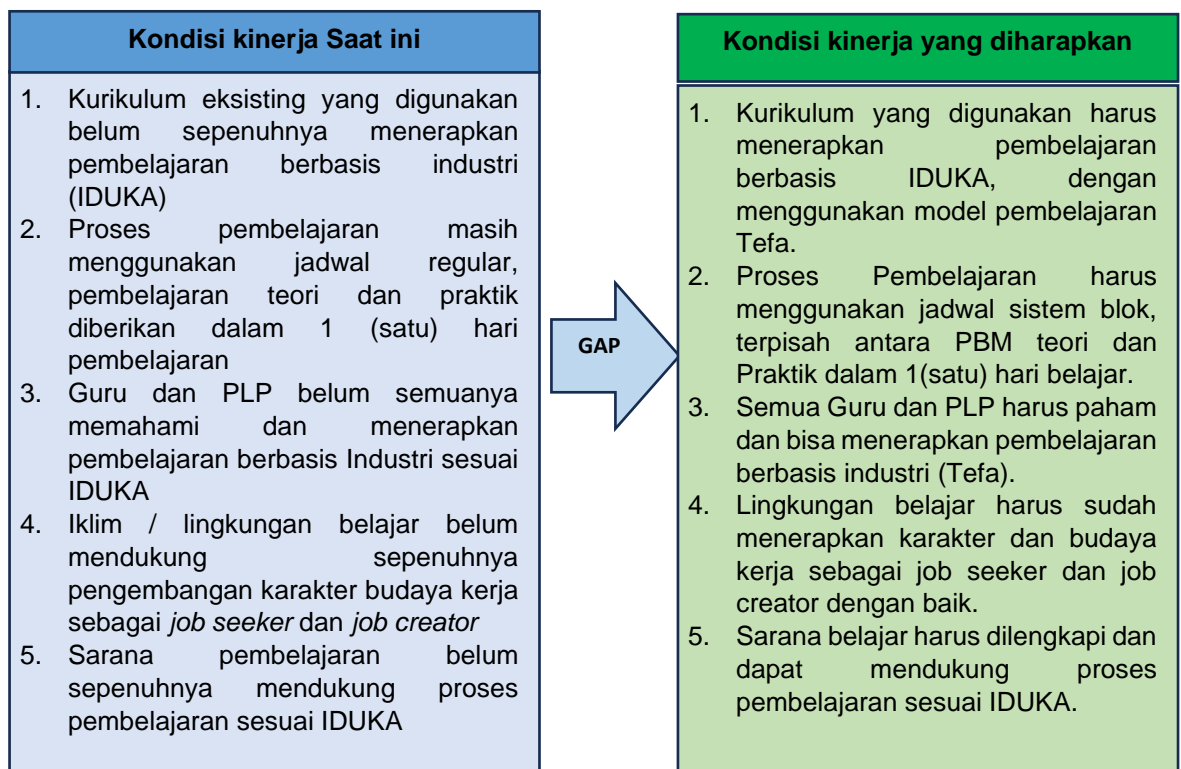 Kondisi kinerja Saat ini
1. Kurikulum eksisting yang digunakan
belum sepenuhnya menerapkan
pembelajaran berbasis industri
(IDUKA)
2. Proses pembelajaran masih
menggunakan jadwal regular,
pembelajaran teori dan praktik
diberikan dalam 1 (satu) hari
pembelajaran
3. Guru dan PLP belum semuanya
memahami dan menerapkan
pembelajaran berbasis Industri sesuai
IDUKA
4. Iklim / lingkungan belajar belum
mendukung sepenuhnya
pengembangan karakter budaya kerja
sebagai job seeker dan job creator
5. Sarana pembelajaran belum
sepenuhnya mendukung proses
pembelajaran sesuai IDUKA
GAP
Kondisi kinerja yang diharapkan
1. Kurikulum yang digunakan harus
menerapkan pembelajaran
berbasis IDUKA, dengan
menggunakan model pembelajaran
Tefa.
2. Proses Pembelajaran harus
menggunakan jadwal sistem blok,
terpisah antara PBM teori dan
Praktik dalam 1(satu) hari belajar.
3. Semua Guru dan PLP harus paham
dan bisa menerapkan pembelajaran
berbasis industri (Tefa).
4. Lingkungan belajar harus sudah
menerapkan karakter dan budaya
kerja sebagai job seeker dan job
creator dengan baik.
5. Sarana belajar harus dilengkapi dan
dapat mendukung proses
pembelajaran sesuai IDUKA.